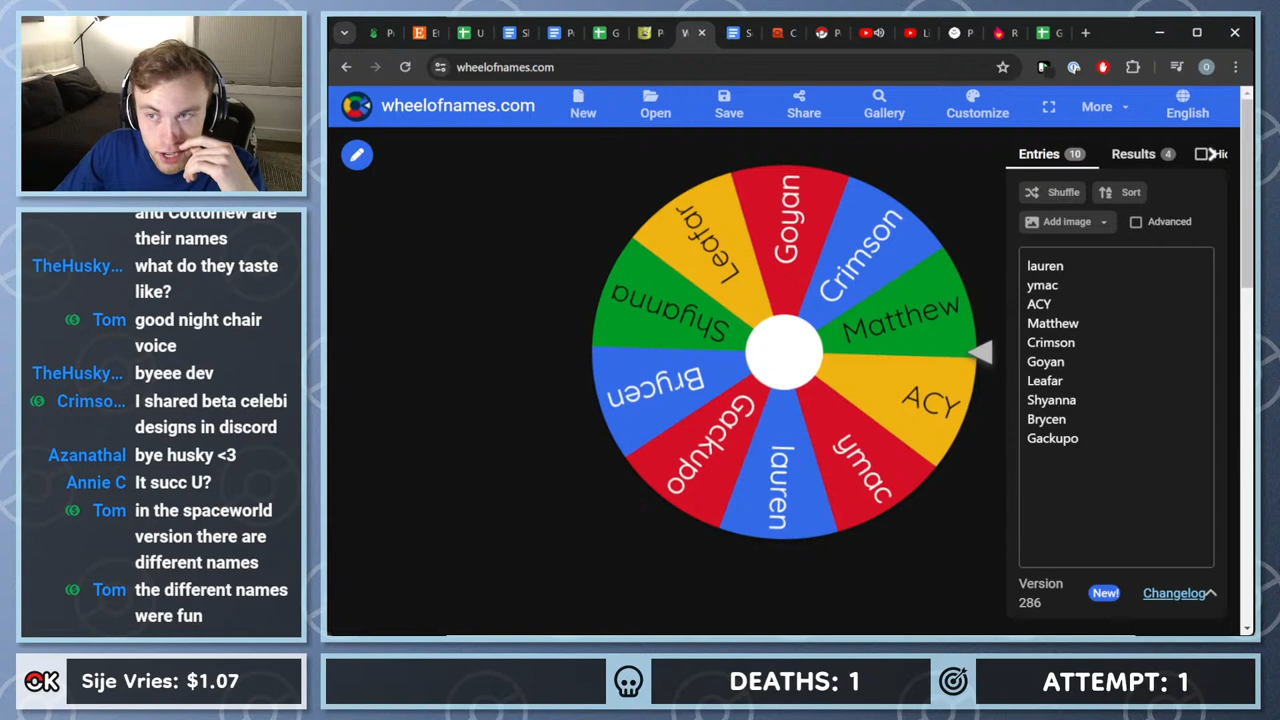 and Cottomew are
their names
TheHusky... what do they taste
like?
Tom good night chair
voice
TheHusky... byeee dev
Crimso... I shared beta celebi
designs in discord
Azanathal bye husky <3
Annie C It succ U?
Tom in the spaceworld
version there are
different names
Tom the different names
were fun
wheelofnames.com
wheelofnames.com
New
Open
Save
Share
Gallery
Customize
More
English
Entries 10
Results 4
Hic
Shuffle
Sort
Add image
Advanced
Goyan
Crimson
Matthew
ACY
ymac
lauren
Gackupo
Brycen
Shyanna
Leafar
lauren
ymac
ACY
Matthew
Crimson
Goyan
Leafar
Shyanna
Brycen
Gackupo
Version
286
New!
Changelog
OK
Sije Vries: $1.07
DEATHS: 1
ATTEMPT: 1